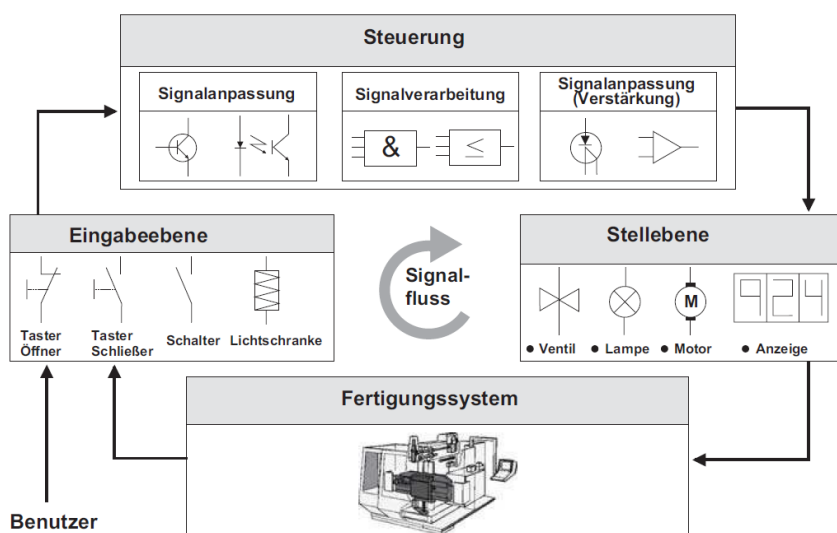 Steuerung
Signalanpassung
Signalverarbeitung
Signalanpassung
(Verstärkung)
&
≤
Eingabeebene
Taster
Öffner
Taster
Schließer
Schalter
Lichtschranke
Signal-
fluss
Stellebene
M
924
● Ventil
● Lampe
● Motor
● Anzeige
Fertigungssystem
Benutzer